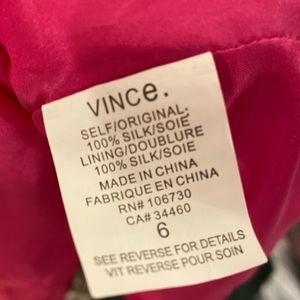 VINCe.
SELF/ORIGINAL:
100% SILK/SOIE
LINING/DOUBLURE
100% SILK/SOIE
MADE IN CHINA
FABRIQUE EN CHINA
RN# 106730
CA# 34460
6
SEE REVERSE FOR DETAILS
VIT REVERSE POUR SOIN